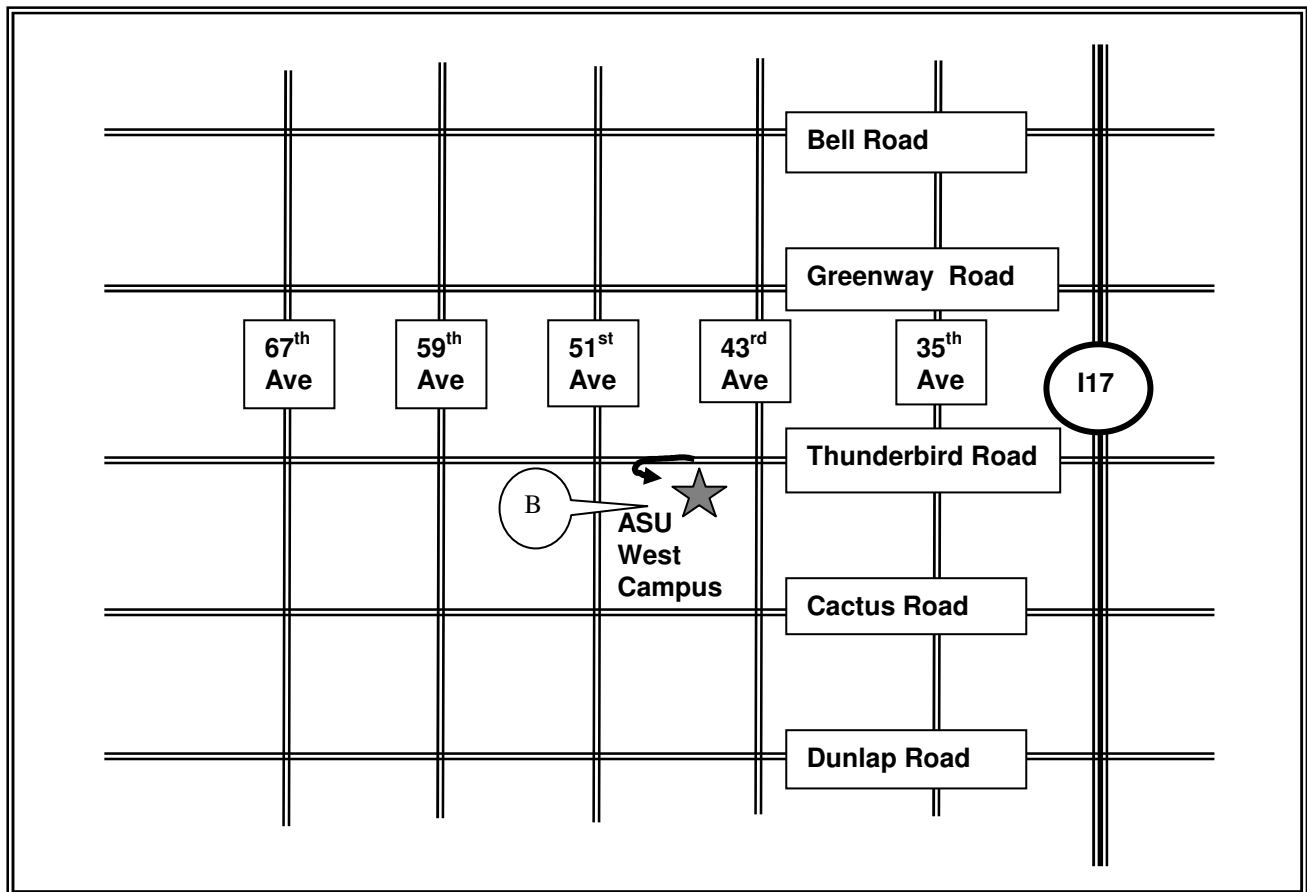 Bell Road
Greenway Road
67th
Ave
59th
Ave
51st
Ave
43rd
Ave
35th
Ave
I17
Thunderbird Road
B
ASU
West
Campus
Cactus Road
Dunlap Road